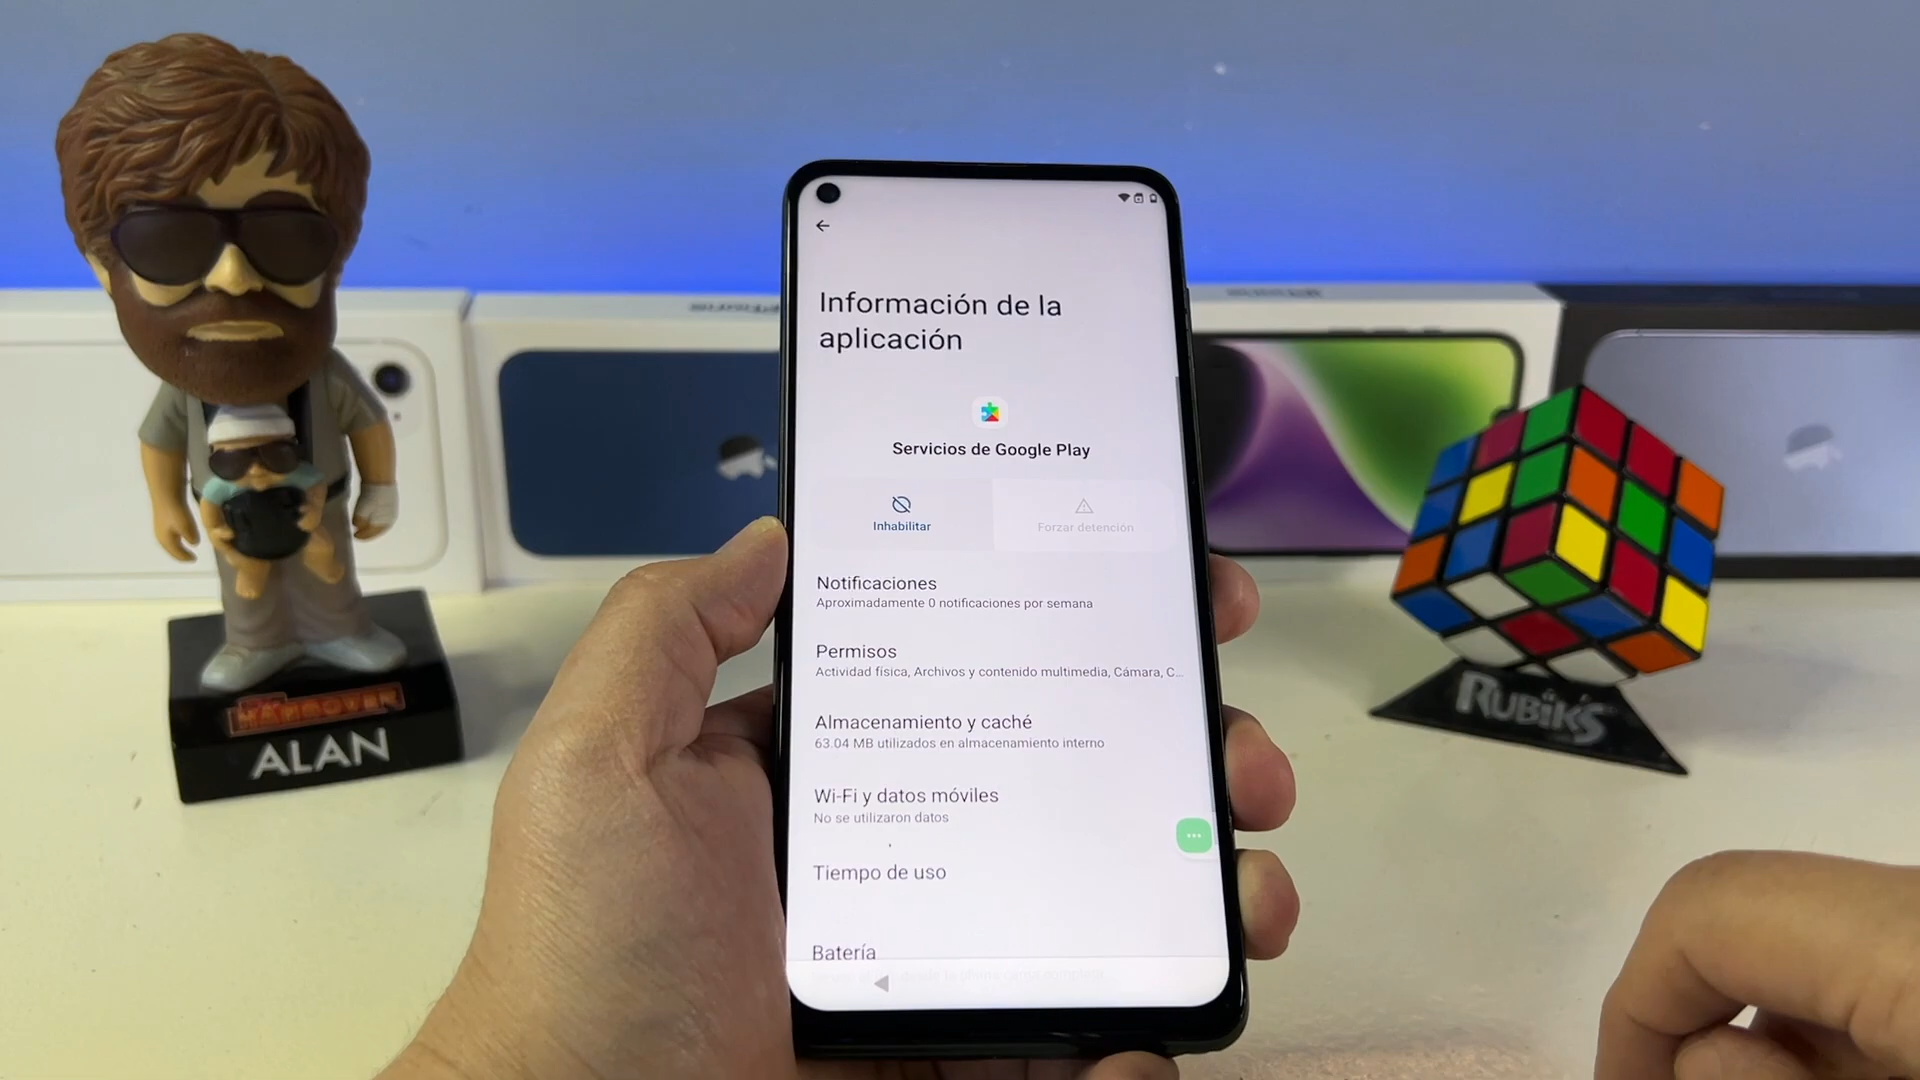 Información de la
aplicación
Servicios de Google Play
Inhabilitar
Forzar detención
Notificaciones
Aproximadamente 0 notificaciones por semana
Permisos
Actividad física, Archivos y contenido multimedia, Cámara, C...
Almacenamiento y caché
63.04 MB utilizados en almacenamiento interno
Wi-Fi y datos móviles
No se utilizaron datos
Tiempo de uso
Batería
HANGOVER
ALAN
RUBIK'S